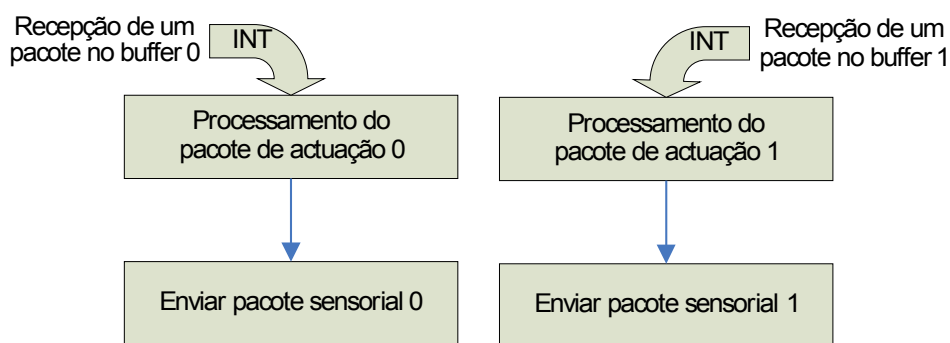 Recepção de um
pacote no buffer 0
INT
Processamento do
pacote de actuação 0
Enviar pacote sensorial 0
INT
Recepção de um
pacote no buffer 1
Processamento do
pacote de actuação 1
Enviar pacote sensorial 1